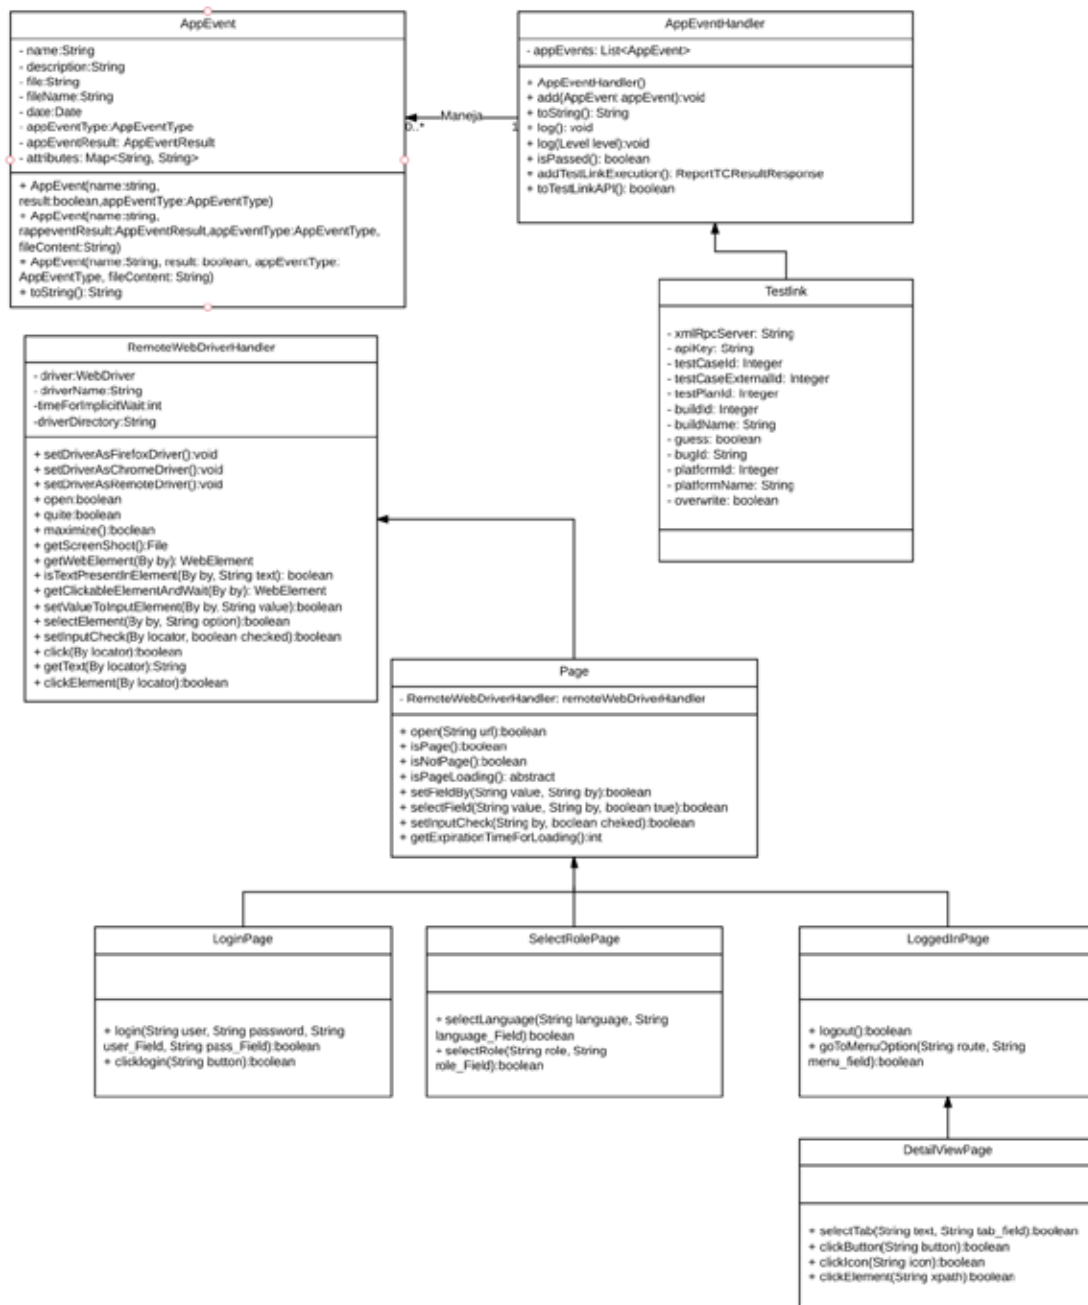 AppEvent
- name:String
- description:String
- file:String
- fileName:String
- date:Date
- appEventType:AppEventType
- appEventResult: AppEventResult
- attributes: Map<String, String>
+ AppEvent(name:string,
result:boolean,appEventType:AppEventType)
+ AppEvent(name:string,
rappeventResult:AppEventResult,appEventType:AppEventType,
fileContent:String)
+ AppEvent(name:String, result: boolean, appEventType:
AppEventType, fileContent: String)
+ toString(): String
0..*
Maneja
1
AppEventHandler
- appEvents: List<AppEvent>
+ AppEventHandler()
+ add(AppEvent appEvent):void
+ toString(): String
+ log(): void
+ log(Level level):void
+ isPassed(): boolean
+ addTestLinkExecution(): ReportTCResultResponse
+ toTestLinkAPI(): boolean
Testlink
- xmlRpcServer: String
- apiKey: String
- testCaseId: Integer
- testCaseExternalId: Integer
- testPlanId: Integer
- buildId: Integer
- buildName: String
- guess: boolean
- bugId: String
- platformId: Integer
- platformName: String
- overwrite: boolean
RemoteWebDriverHandler
- driver:WebDriver
- driverName:String
-timeForImplicitWait:int
-driverDirectory:String
+ setDriverAsFirefoxDriver():void
+ setDriverAsChromeDriver():void
+ setDriverAsRemoteDriver():void
+ open:boolean
+ quite:boolean
+ maximize():boclean
+ getScreenShoot():File
+ getWebElement(By by): WebElement
+ isTextPresentInElement(By by, String text): boolean
+ getClickableElementAndWait(By by): WebElement
+ setValueToInputElement(By by, String value):boolean
+ selectElement(By by, String option):boolean
+ setInputCheck(By locator, boolean checked):boolean
+ click(By locator):boolean
+ getText(By locator):String
+ clickElement(By locator):boolean
Page
- RemoteWebDriverHandler: remoteWebDriverHandler
+ open(String url):boolean
+ isPage():boolean
+ isNotPage():boolean
+ isPageLoading(): abstract
+ setFieldBy(String value, String by):boolean
+ selectField(String value, String by, boolean true):boolean
+ setInputCheck(String by, boolean cheked):boolean
+ getExpirationTimeForLoading():int
LoginPage
+ login(String user, String password, String
user_Field, String pass_Field):boolean
+ clicklogin(String button):boolean
SelectRolePage
+ selectLanguage(String language, String
language_Field):boolean
+ selectRole(String role, String
role_Field):boolean
LoggedInPage
+ logout():boolean
+ goToMenuOption(String route, String
menu_field):boolean
DetailViewPage
+ selectTab(String text, String tab_field):boolean
+ clickButton(String button):boolean
+ clickIcon(String icon):boolean
+ clickElement(String xpath):boolean